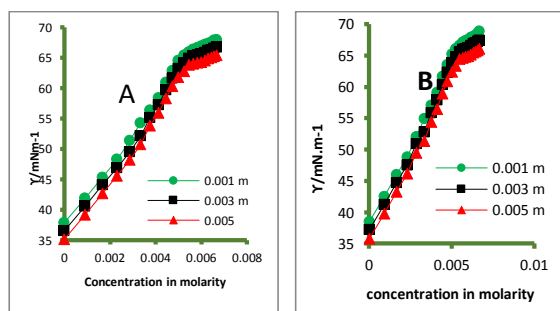 70
65
60
55
50
45
40
35
ϒ/mNm-1
A
0.001 m
0.003 m
0.005
0 0.002 0.004 0.006 0.008
Concentration in molarity
70
65
60
55
50
45
40
35
ϒ/mN.m-1
B
0.001 m
0.003 m
0.005 m
0 0.005 0.01
concentration in molarity